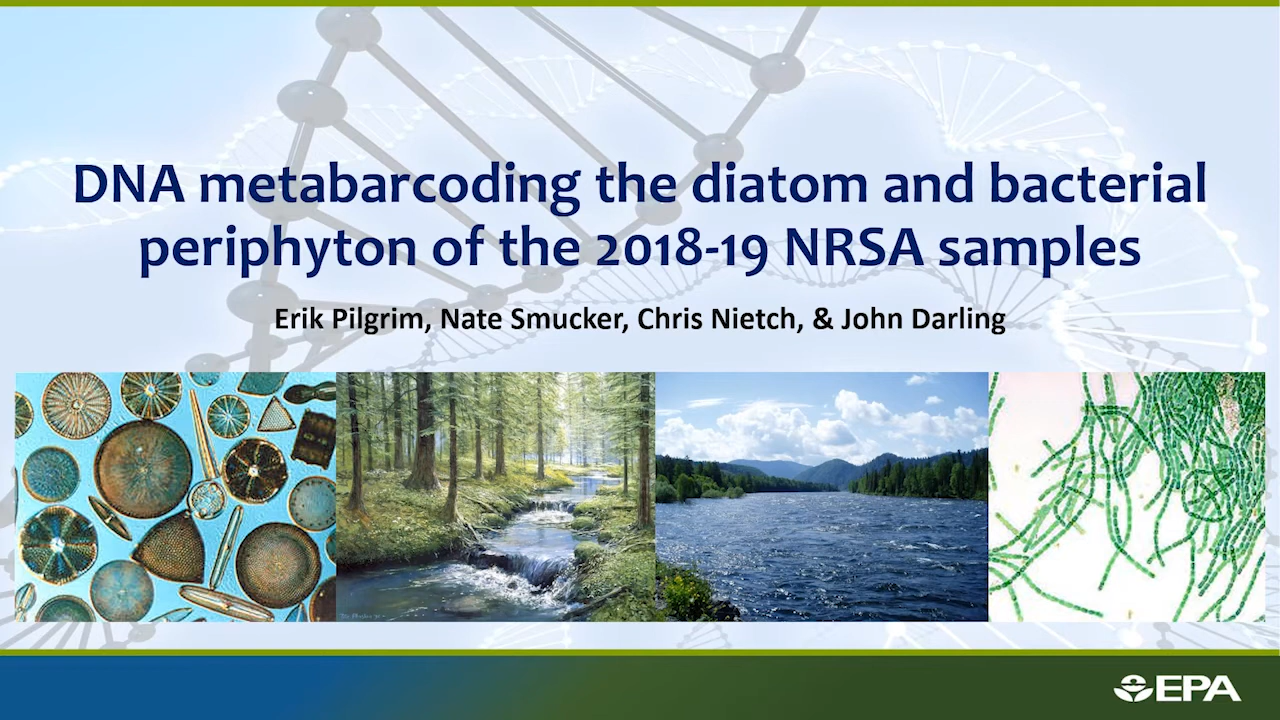 DNA metabarcoding the diatom and bacterial
periphyton of the 2018-19 NRSA samples
Erik Pilgrim, Nate Smucker, Chris Nietch, & John Darling
EPA